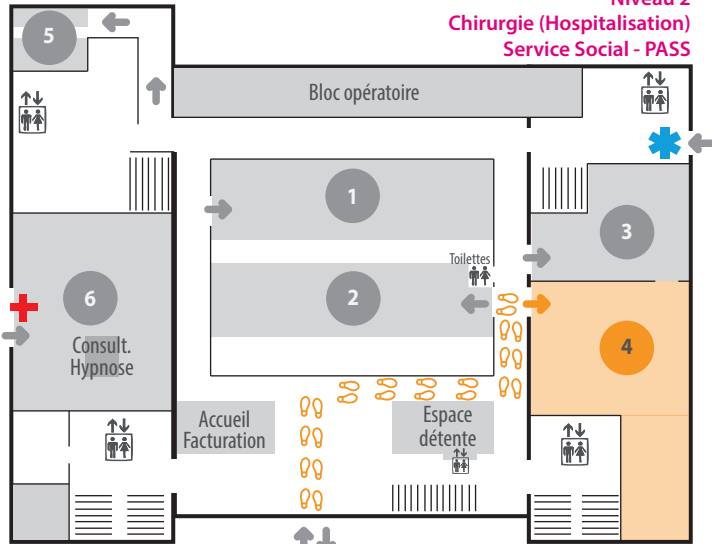 Niveau 2
Chirurgie (Hospitalisation)
Service Social - PASS
5
Bloc opératoire
1
3
Toilettes
2
6
4
Consult.
Hypnose
Accueil
Facturation
Espace
détente